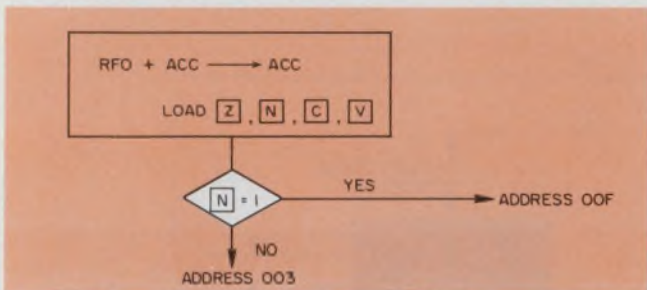 RFO + ACC → ACC
LOAD Z, N, C, V
N = 1
YES
ADDRESS 00F
NO
ADDRESS 003